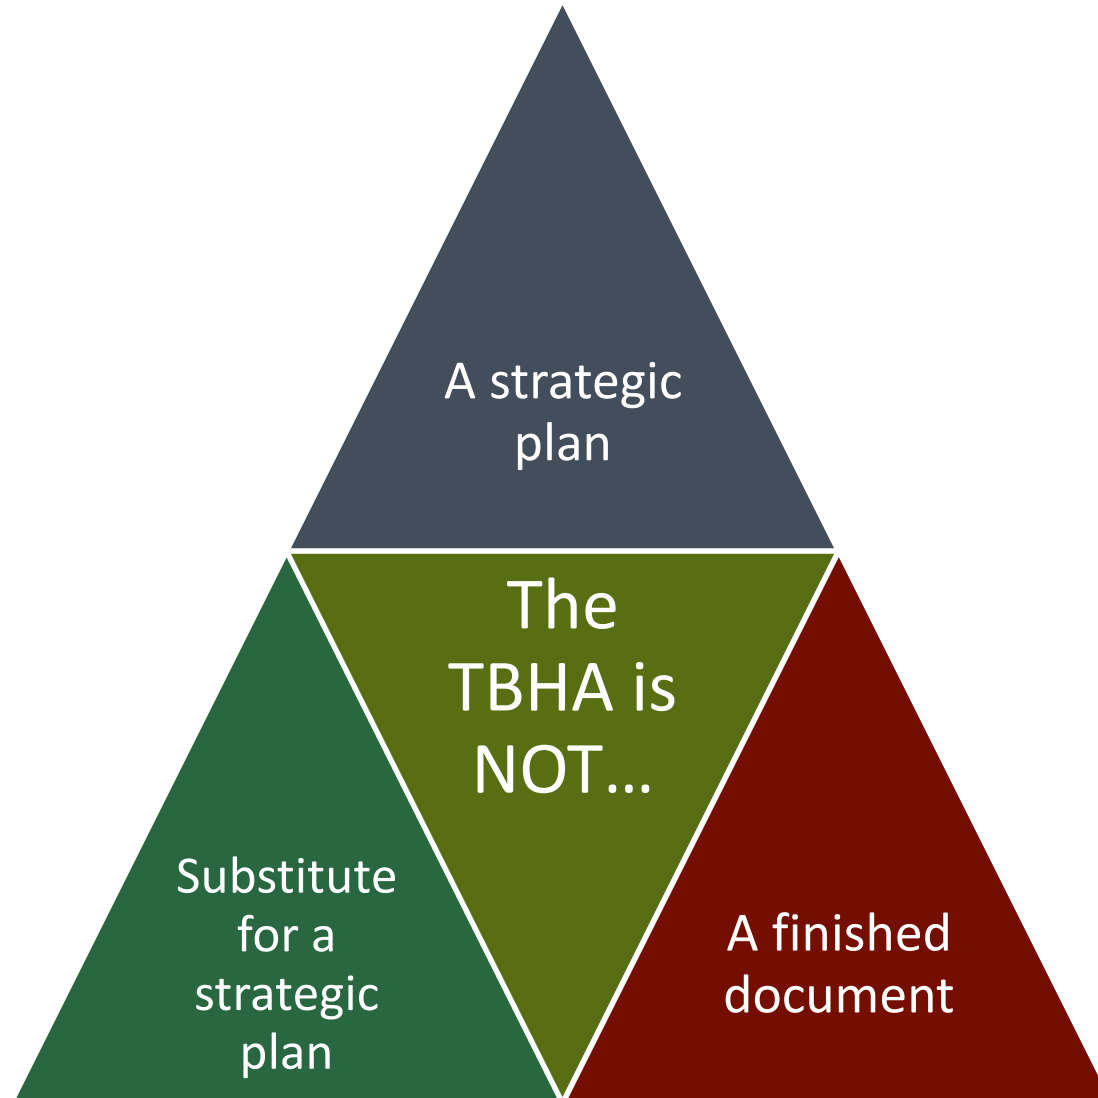 A strategic
plan
The
TBHA is
NOT...
Substitute
for a
strategic
plan
A finished
document